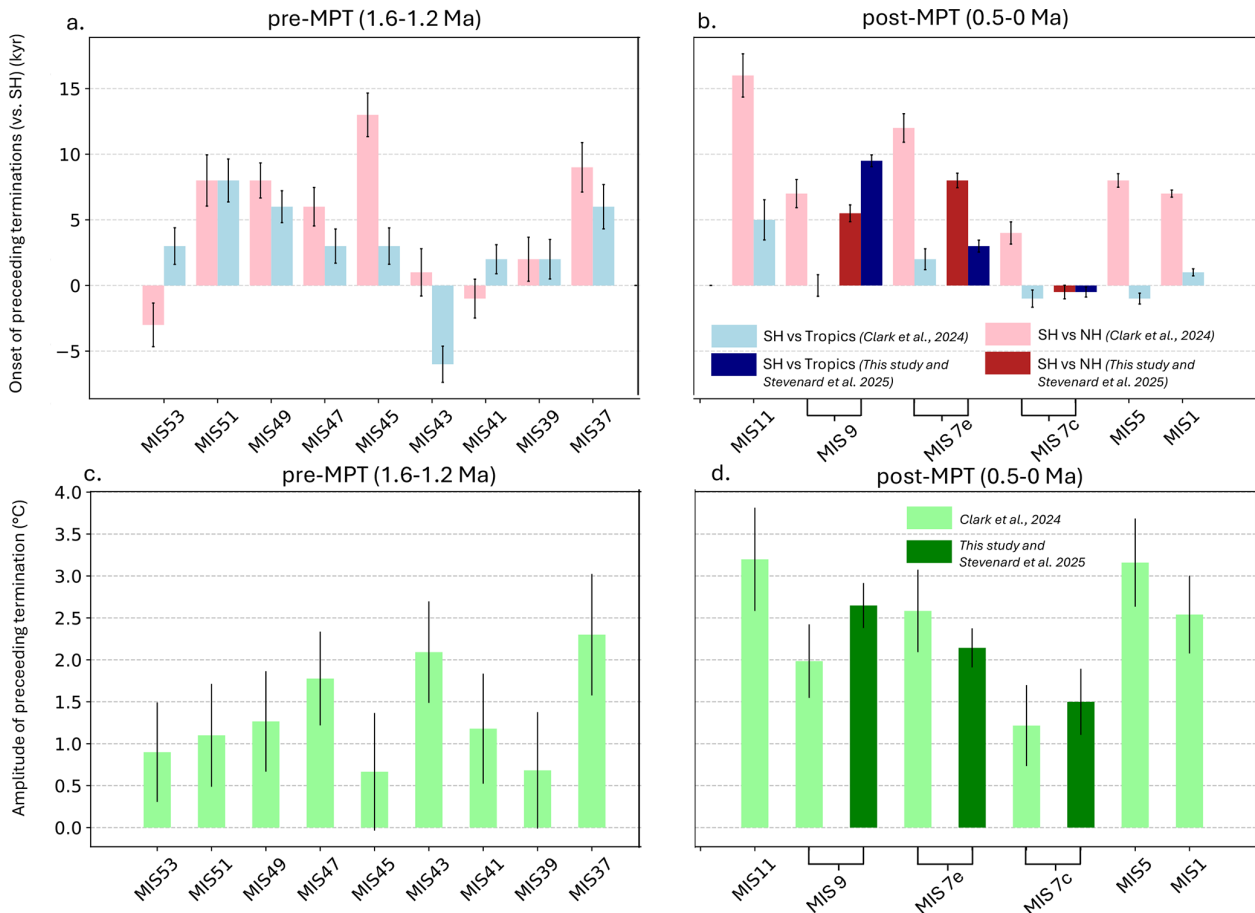 a.
pre-MPT (1.6-1.2 Ma)
Onset of preceeding terminations (vs. SH) (kyr)
15
10
5
0
−5
MIS53
MIS51
MIS49
MIS47
MIS45
MIS43
MIS41
MIS39
MIS37
b.
post-MPT (0.5-0 Ma)
SH vs Tropics (Clark et al., 2024)
SH vs Tropics (This study and
Stevenard et al. 2025)
SH vs NH (Clark et al., 2024)
SH vs NH (This study and
Stevenard et al. 2025)
MIS11
MIS 9
MIS 7e
MIS 7c
MIS5
MIS1
c.
pre-MPT (1.6-1.2 Ma)
Amplitude of preceeding termination (°C)
4.0
3.5
3.0
2.5
2.0
1.5
1.0
0.5
0.0
MIS53
MIS51
MIS49
MIS47
MIS45
MIS43
MIS41
MIS39
MIS37
d.
post-MPT (0.5-0 Ma)
Clark et al., 2024
This study and
Stevenard et al. 2025
MIS11
MIS 9
MIS 7e
MIS 7c
MIS5
MIS1